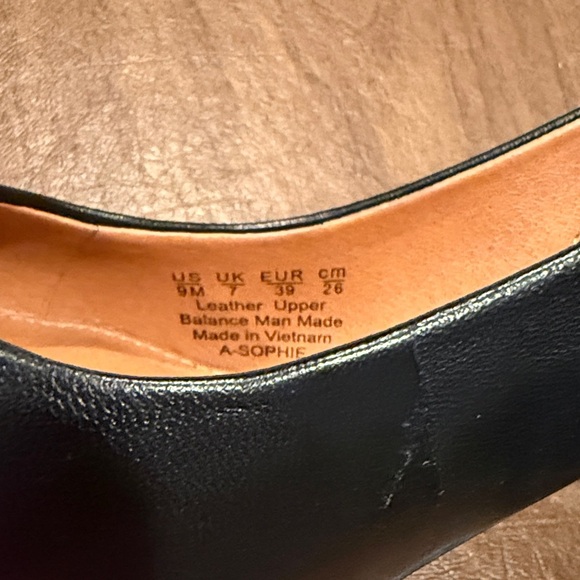 US UK EUR cm
9M 7 39 26
Leather Upper
Balance Man Made
Made in Vietnam
A-SOPHIE